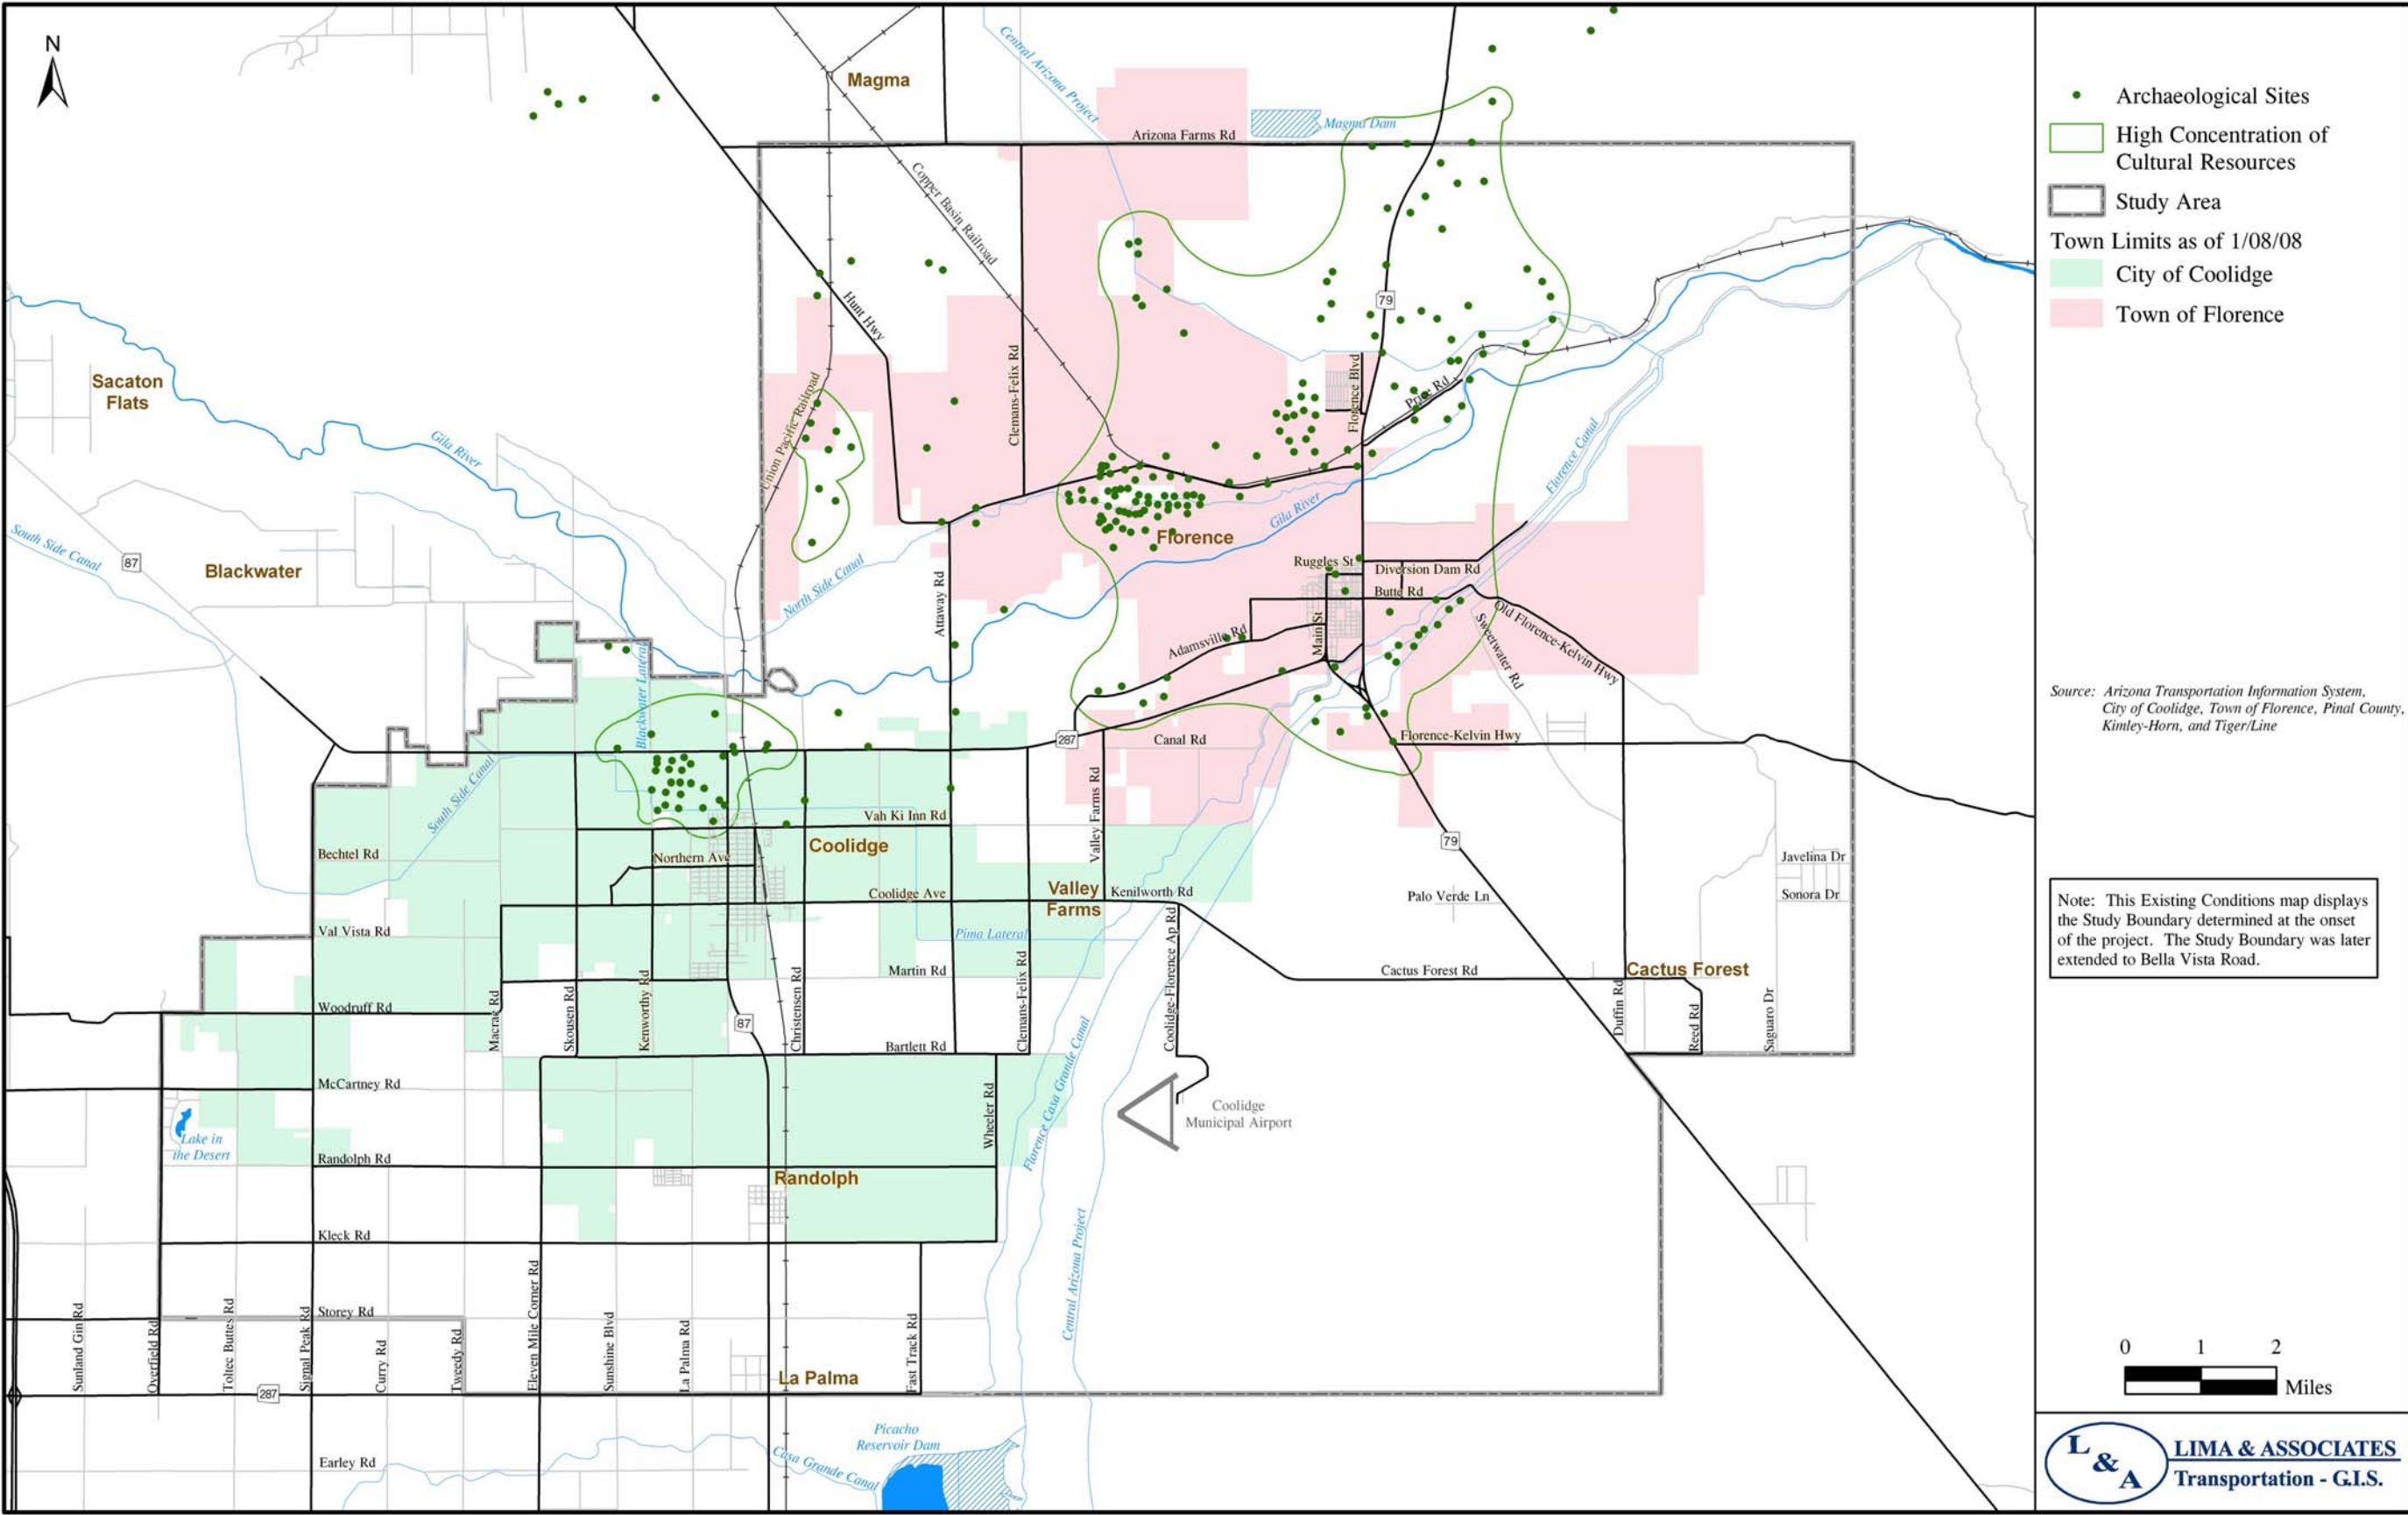 N
Magma
Central Arizona Project
Magma Dam
Arizona Farms Rd
Copper Basin Railroad
Hunt Hwy
79
Clemans-Felix Rd
Union Pacific Railroad
Florence Blvd
Price Rd
Sacaton
Flats
Gila River
South Side Canal
87
Blackwater
North Side Canal
Attaway Rd
Florence
Gila River
Florence Canal
Ruggles St
Diversion Dam Rd
Butte Rd
Main St
Adamsville Rd
Old Florence-Kelvin Hwy
Sweetwater Rd
Blackwater Lateral
South Side Canal
287
Canal Rd
Florence-Kelvin Hwy
Valley Farms Rd
Vah Ki Inn Rd
Coolidge
79
Bechtel Rd
Northern Ave
Coolidge Ave
Valley
Farms
Kenilworth Rd
Palo Verde Ln
Javelina Dr
Sonora Dr
Val Vista Rd
Pima Lateral
Martin Rd
Cactus Forest Rd
Cactus Forest
Woodruff Rd
Macrae Rd
Skousen Rd
Kenworthy Rd
87
Christensen Rd
Bartlett Rd
Clemans-Felix Rd
Coolidge-Florence Ap Rd
Duffin Rd
Reed Rd
Saguaro Dr
McCartney Rd
Wheeler Rd
Florence Casa Grande Canal
Coolidge
Municipal Airport
Lake in
the Desert
Randolph Rd
Randolph
Kleck Rd
Central Arizona Project
Storey Rd
Sunland Gin Rd
Overfield Rd
Toltec Buttes Rd
Signal Peak Rd
Curry Rd
Tweedy Rd
Eleven Mile Corner Rd
Sunshine Blvd
La Palma Rd
La Palma
Fast Track Rd
287
Earley Rd
Casa Grande Canal
Picacho
Reservoir Dam
Archaeological Sites
High Concentration of
Cultural Resources
Study Area
Town Limits as of 1/08/08
City of Coolidge
Town of Florence
Source: Arizona Transportation Information System,
City of Coolidge, Town of Florence, Pinal County,
Kimley-Horn, and Tiger/Line
Note: This Existing Conditions map displays
the Study Boundary determined at the onset
of the project. The Study Boundary was later
extended to Bella Vista Road.
0 1 2
Miles
L & A
LIMA & ASSOCIATES
Transportation - G.I.S.